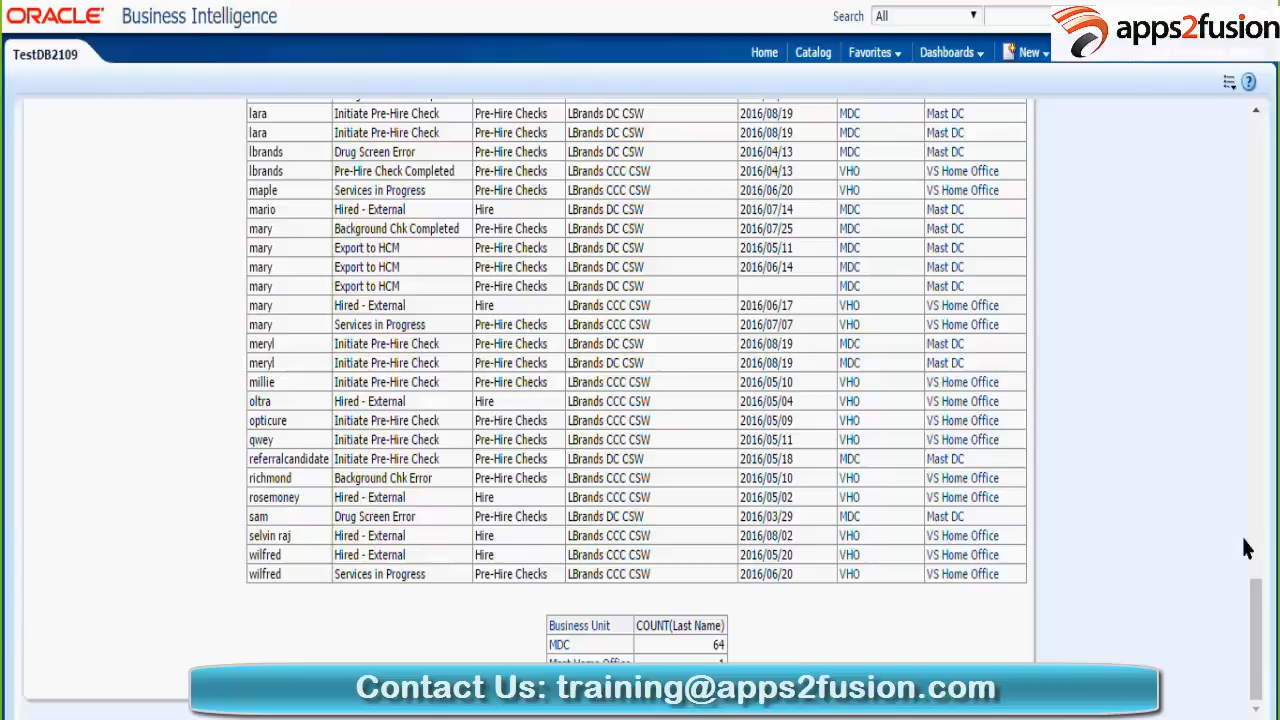 ORACLE Business Intelligence
Search All
apps2fusion
TestDB2109
Home Catalog Favorites Dashboards New
lara Initiate Pre-Hire Check Pre-Hire Checks LBrands DC CSW 2016/08/19 MDC Mast DC
lara Initiate Pre-Hire Check Pre-Hire Checks LBrands DC CSW 2016/08/19 MDC Mast DC
lbrands Drug Screen Error Pre-Hire Checks LBrands DC CSW 2016/04/13 MDC Mast DC
lbrands Pre-Hire Check Completed Pre-Hire Checks LBrands CCC CSW 2016/04/13 VHO VS Home Office
maple Services in Progress Pre-Hire Checks LBrands CCC CSW 2016/06/20 VHO VS Home Office
mario Hired - External Hire LBrands DC CSW 2016/07/14 MDC Mast DC
mary Background Chk Completed Pre-Hire Checks LBrands DC CSW 2016/07/25 MDC Mast DC
mary Export to HCM Pre-Hire Checks LBrands DC CSW 2016/05/11 MDC Mast DC
mary Export to HCM Pre-Hire Checks LBrands DC CSW 2016/06/14 MDC Mast DC
mary Export to HCM Pre-Hire Checks LBrands DC CSW MDC Mast DC
mary Hired - External Hire LBrands CCC CSW 2016/06/17 VHO VS Home Office
mary Services in Progress Pre-Hire Checks LBrands CCC CSW 2016/07/07 VHO VS Home Office
meryl Initiate Pre-Hire Check Pre-Hire Checks LBrands DC CSW 2016/08/19 MDC Mast DC
meryl Initiate Pre-Hire Check Pre-Hire Checks LBrands DC CSW 2016/08/19 MDC Mast DC
millie Initiate Pre-Hire Check Pre-Hire Checks LBrands CCC CSW 2016/05/10 VHO VS Home Office
oltra Hired - External Hire LBrands CCC CSW 2016/05/04 VHO VS Home Office
opticure Initiate Pre-Hire Check Pre-Hire Checks LBrands CCC CSW 2016/05/09 VHO VS Home Office
qwey Initiate Pre-Hire Check Pre-Hire Checks LBrands CCC CSW 2016/05/11 VHO VS Home Office
referralcandidate Initiate Pre-Hire Check Pre-Hire Checks LBrands DC CSW 2016/05/18 MDC Mast DC
richmond Background Chk Error Pre-Hire Checks LBrands CCC CSW 2016/05/10 VHO VS Home Office
rosemoney Hired - External Hire LBrands CCC CSW 2016/05/02 VHO VS Home Office
sam Drug Screen Error Pre-Hire Checks LBrands DC CSW 2016/03/29 MDC Mast DC
selvin raj Hired - External Hire LBrands CCC CSW 2016/08/02 VHO VS Home Office
wilfred Hired - External Hire LBrands CCC CSW 2016/05/20 VHO VS Home Office
wilfred Services in Progress Pre-Hire Checks LBrands CCC CSW 2016/06/20 VHO VS Home Office
Business Unit COUNT(Last Name)
MDC 64
Mast Home Office 1
Contact Us: training@apps2fusion.com